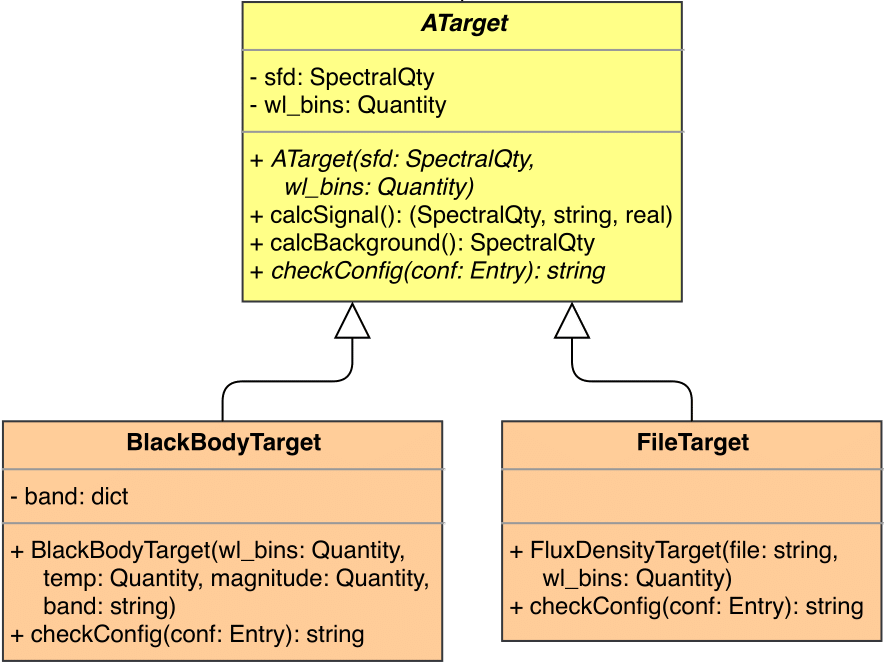 ATarget
- sfd: SpectralQty
- wl_bins: Quantity
+ ATarget(sfd: SpectralQty,
wl_bins: Quantity)
+ calcSignal(): (SpectralQty, string, real)
+ calcBackground(): SpectralQty
+ checkConfig(conf: Entry): string
BlackBodyTarget
- band: dict
+ BlackBodyTarget(wl_bins: Quantity,
temp: Quantity, magnitude: Quantity,
band: string)
+ checkConfig(conf: Entry): string
FileTarget
+ FluxDensityTarget(file: string,
wl_bins: Quantity)
+ checkConfig(conf: Entry): string